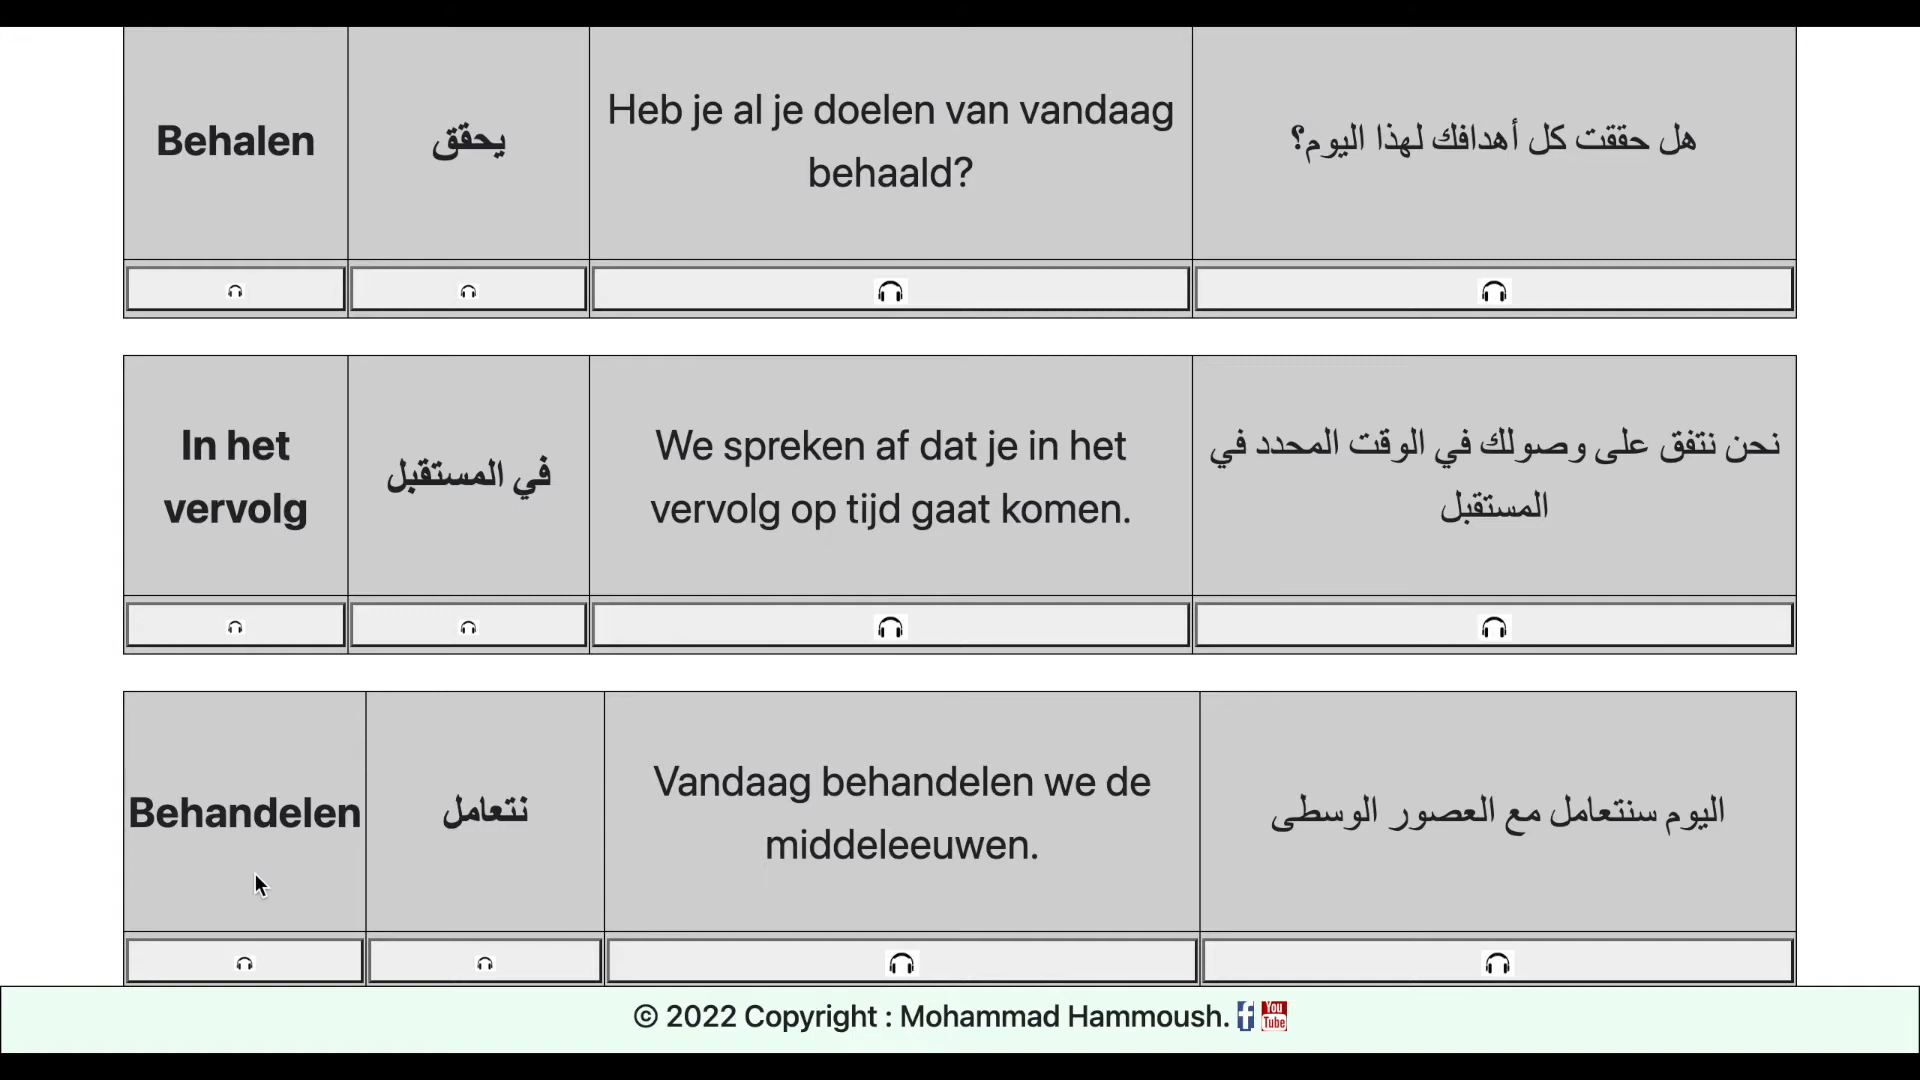 Behalen
يحقق
Heb je al je doelen van vandaag
behaald?
هل حققت كل أهدافك لهذا اليوم؟
In het
vervolg
في المستقبل
We spreken af dat je in het
vervolg op tijd gaat komen.
نحن نتفق على وصولك في الوقت المحدد في
المستقبل
Behandelen
نتعامل
Vandaag behandelen we de
middeleeuwen.
اليوم سنتعامل مع العصور الوسطى
© 2022 Copyright : Mohammad Hammoush. f You Tube